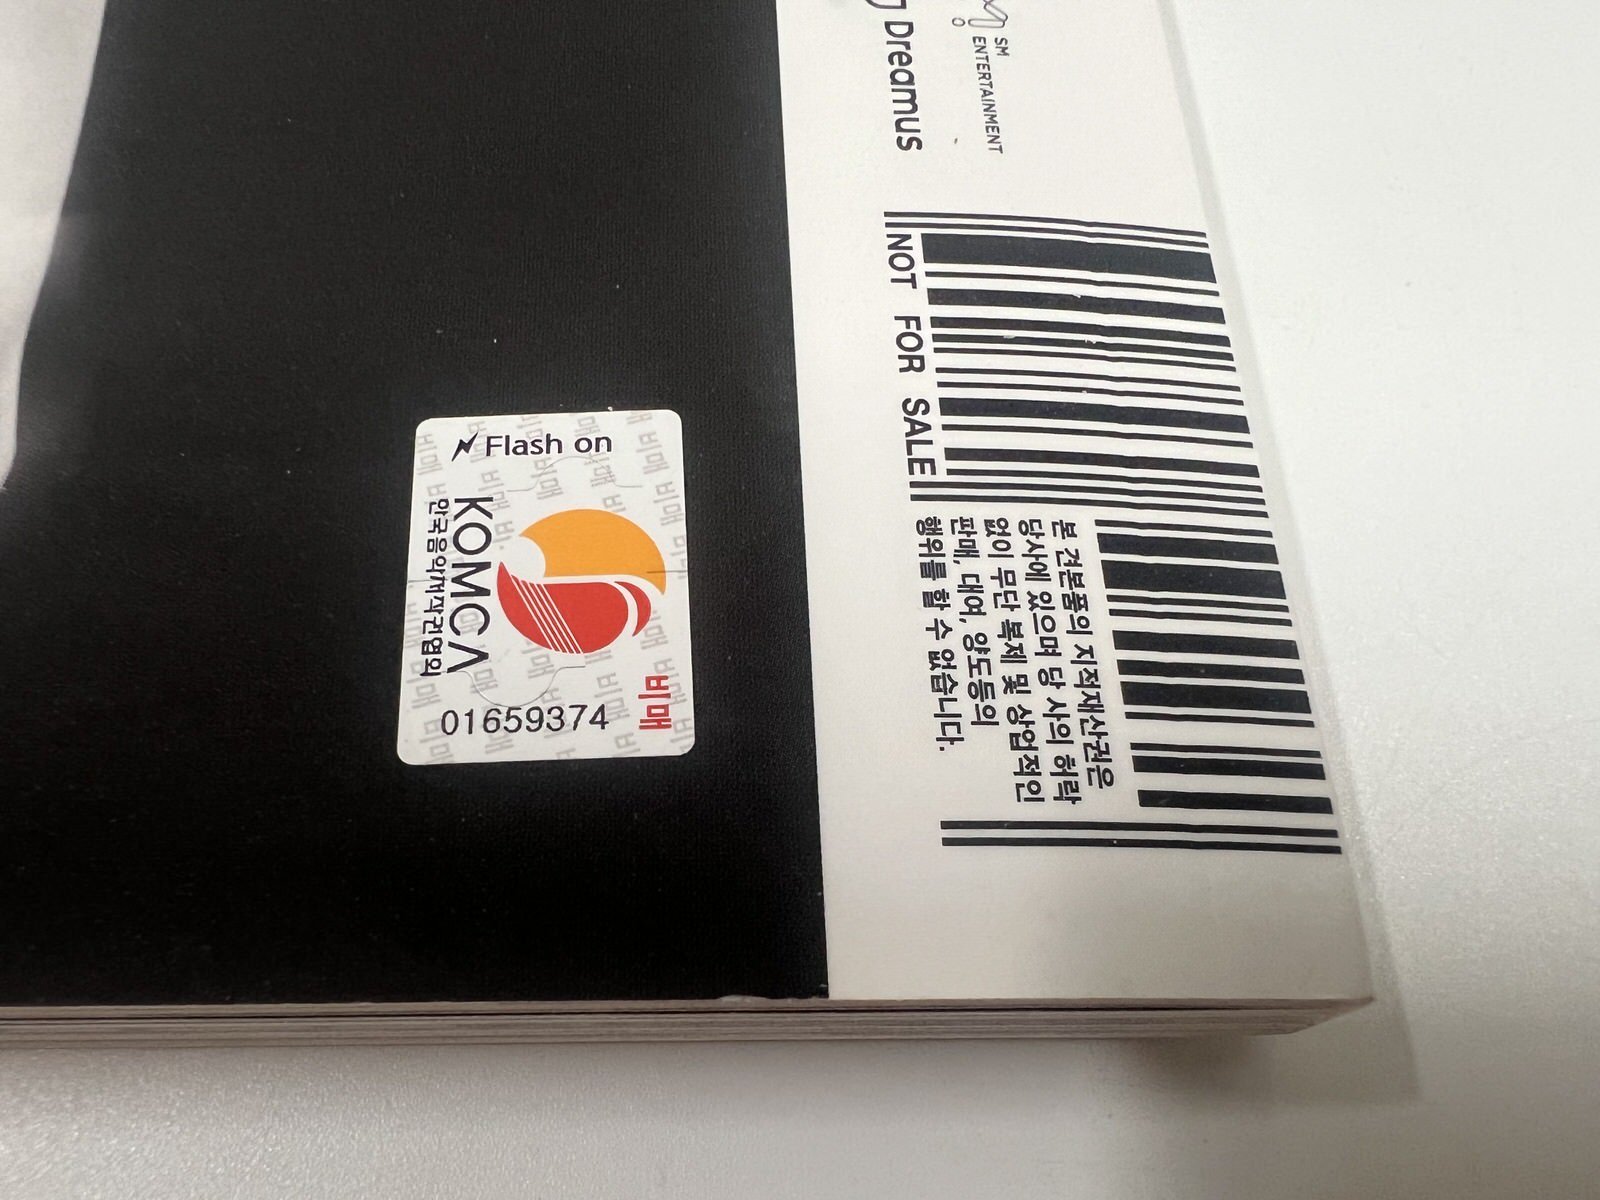 SM
ENTERTAINMENT
Dreamus
NOT FOR SALE
본 견본품의 지적재산권은
당사에 있으며 당 사의 허락
없이 무단 복제 및 상업적인
판매, 대여, 양도등의
행위를 할 수 없습니다.
Flash on
KOMCA
한국음악저작권협회
비매
01659374